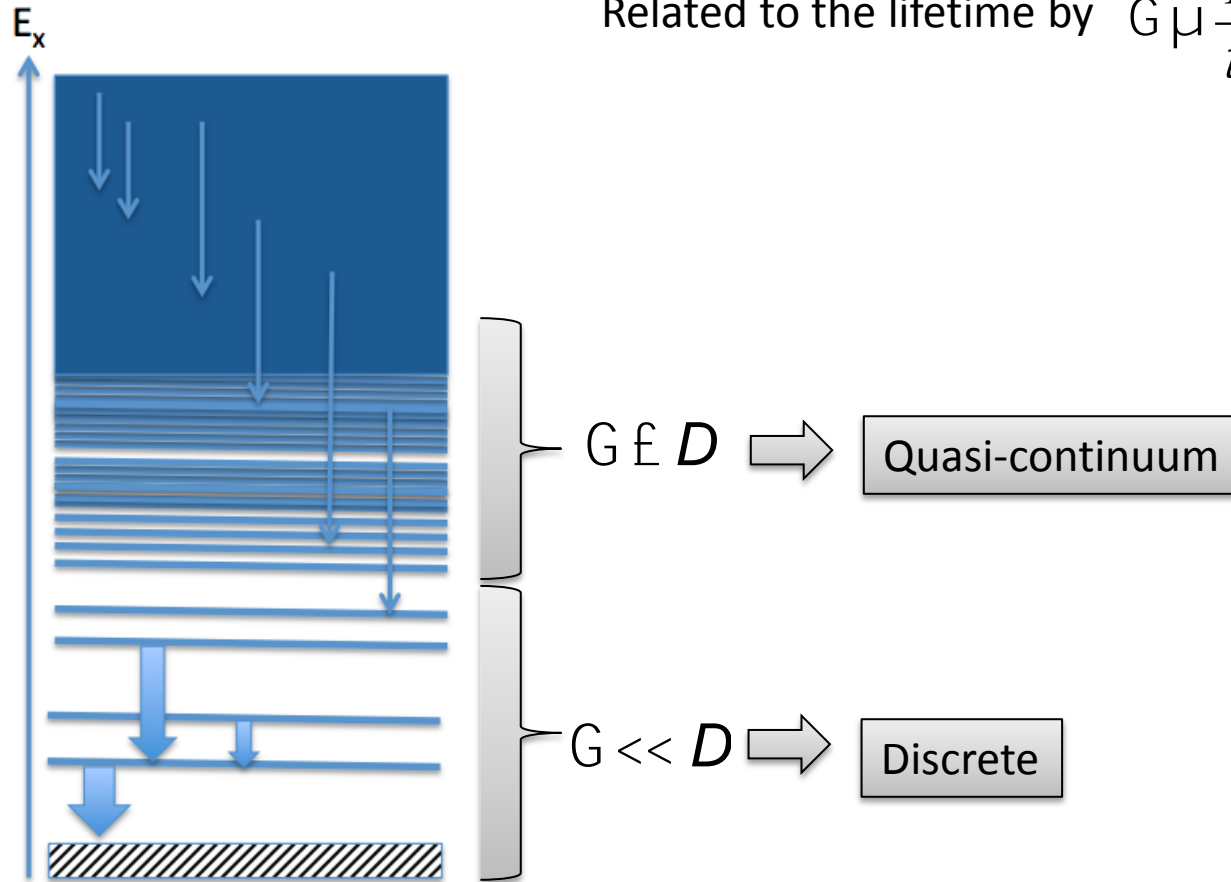 Related to the lifetime by G µ
Eₓ
G £ D
Quasi-continuum
G << D
Discrete